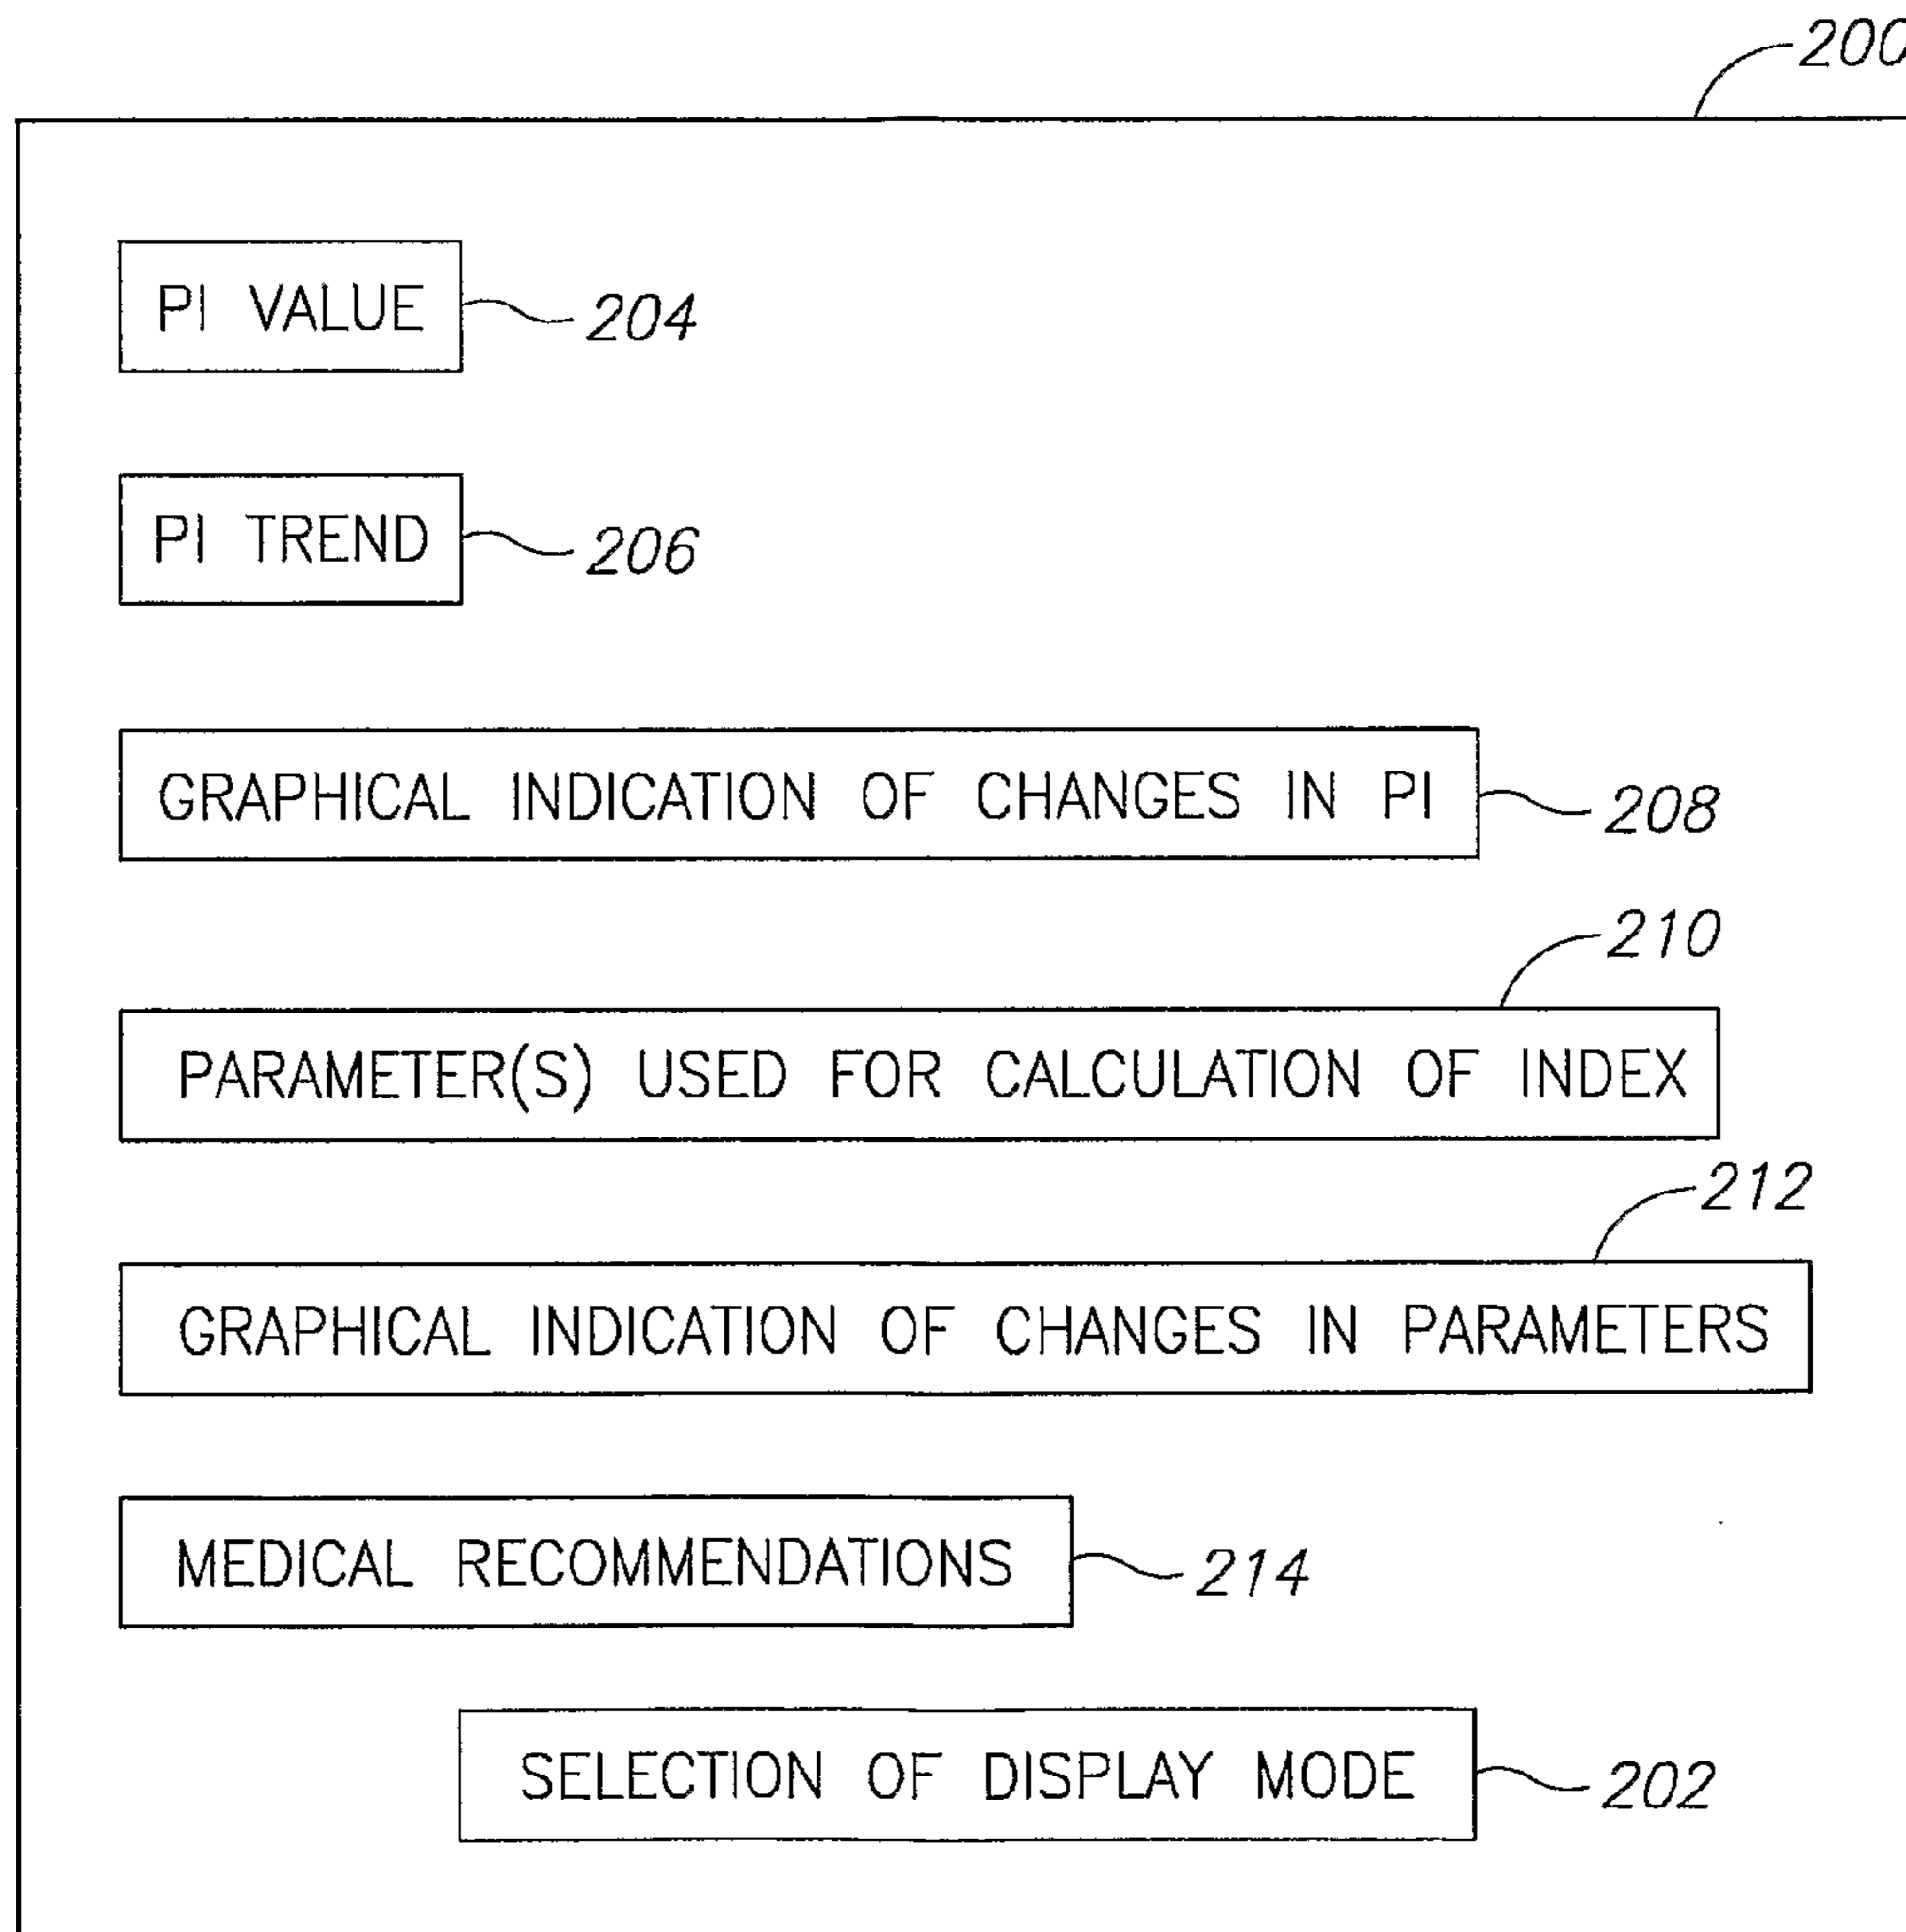 200
PI VALUE
204
PI TREND
206
GRAPHICAL INDICATION OF CHANGES IN PI
208
210
PARAMETER(S) USED FOR CALCULATION OF INDEX
212
GRAPHICAL INDICATION OF CHANGES IN PARAMETERS
MEDICAL RECOMMENDATIONS
214
SELECTION OF DISPLAY MODE
202